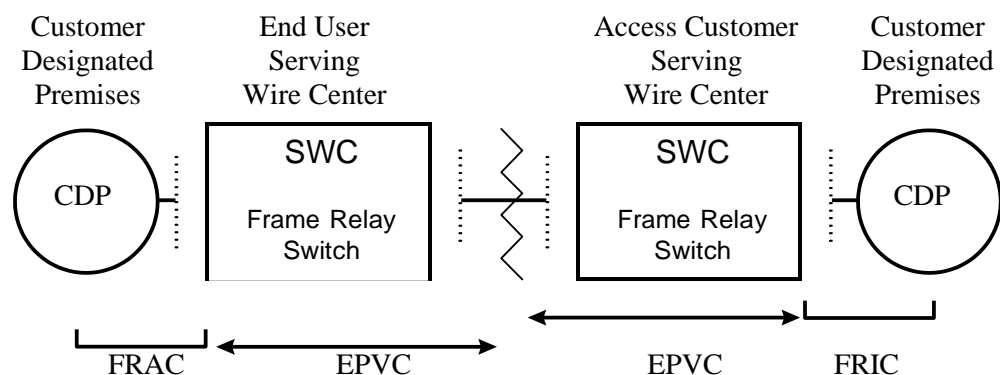 Customer
Designated
Premises
End User
Serving
Wire Center
Access Customer
Serving
Wire Center
Customer
Designated
Premises
CDP
SWC
Frame Relay
Switch
SWC
Frame Relay
Switch
CDP
FRAC
EPVC
EPVC
FRIC